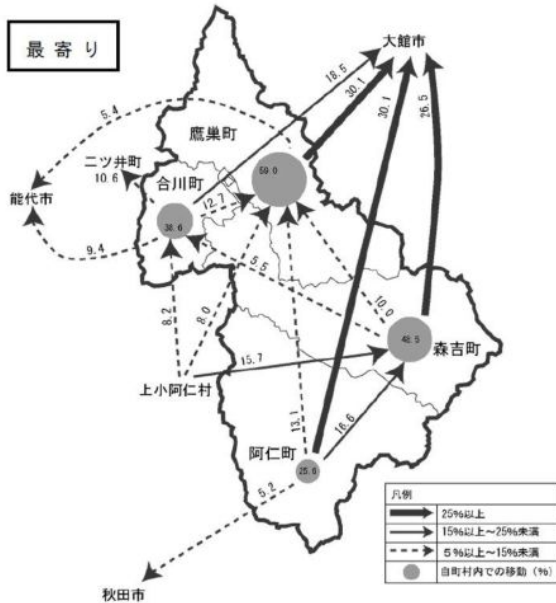 最寄り
大館市
18.5
30.1
30.1
26.5
5.4
鷹巣町
59.0
二ツ井町
10.6
合川町
能代市
12.7
36.6
9.4
5.5
8.2
8.0
10.0
48.5
森吉町
15.7
上小阿仁村
13.1
16.6
阿仁町
25.0
5.2
秋田市
凡例
25%以上
15%以上～25%未満
5%以上～15%未満
自町村内での移動(%)